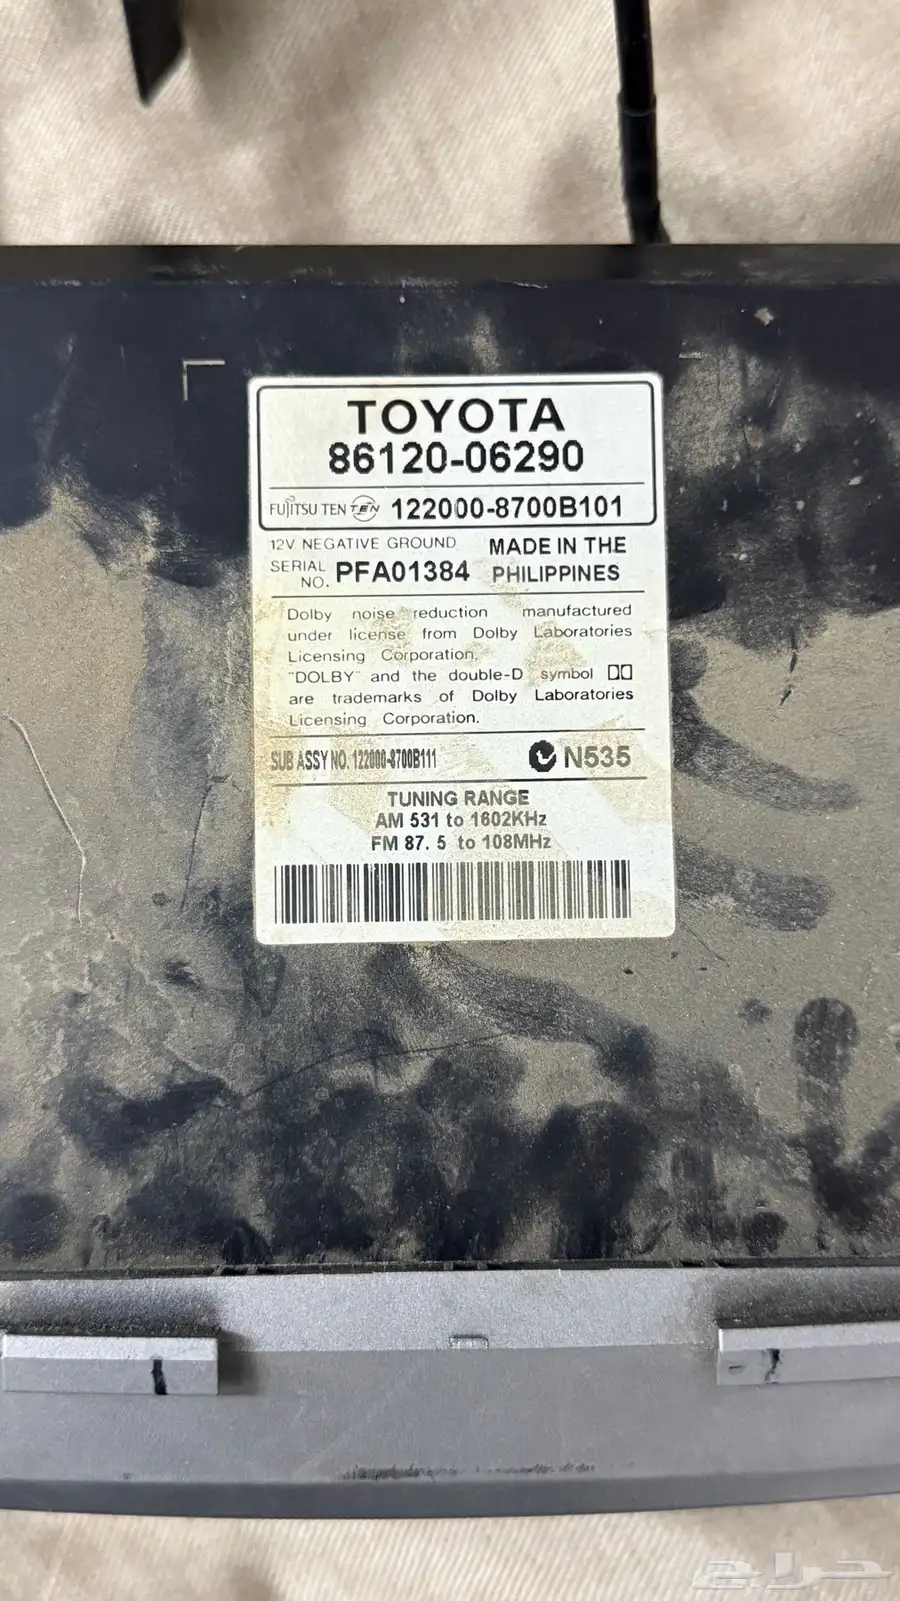 TOYOTA
86120-06290
FUJITSU TEN TEN 122000-8700B101
12V NEGATIVE GROUND MADE IN THE
SERIAL NO. PFA01384 PHILIPPINES
Dolby noise reduction manufactured
under license from Dolby Laboratories
Licensing Corporation.
"DOLBY" and the double-D symbol
are trademarks of Dolby Laboratories
Licensing Corporation.
SUB ASSY NO. 122000-8700B111 N535
TUNING RANGE
AM 531 to 1602KHz
FM 87. 5 to 108MHz
حراج